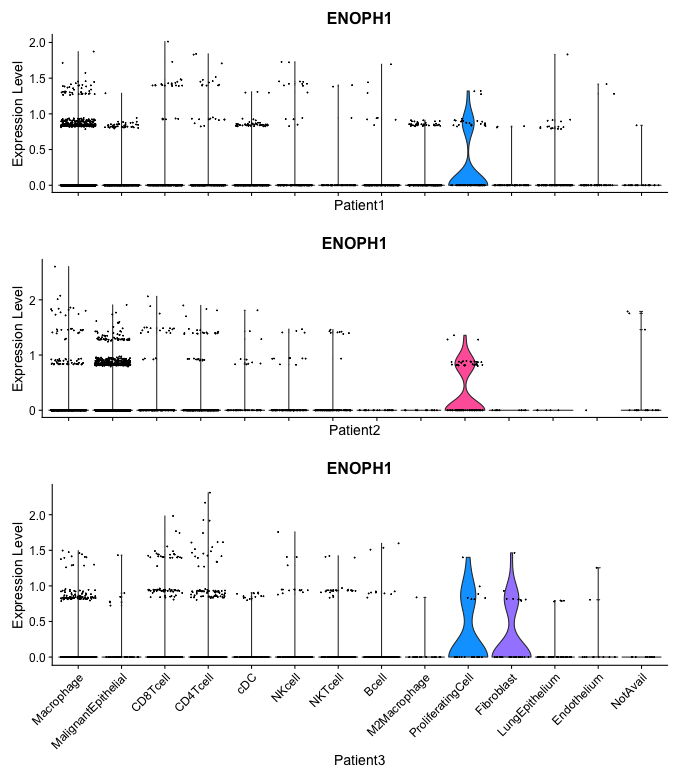 ENOPH1
Expression Level
2.0
1.5
1.0
0.5
0.0
Patient1
ENOPH1
Expression Level
2
1
0
Patient2
ENOPH1
Expression Level
2.0
1.5
1.0
0.5
0.0
Macrophage
MalignantEpithelial
CD8Tcell
CD4Tcell
cDC
NKcell
NKTcell
Bcell
M2Macrophage
ProliferatingCell
Fibroblast
LungEpithelium
Endothelium
NotAvail
Patient3